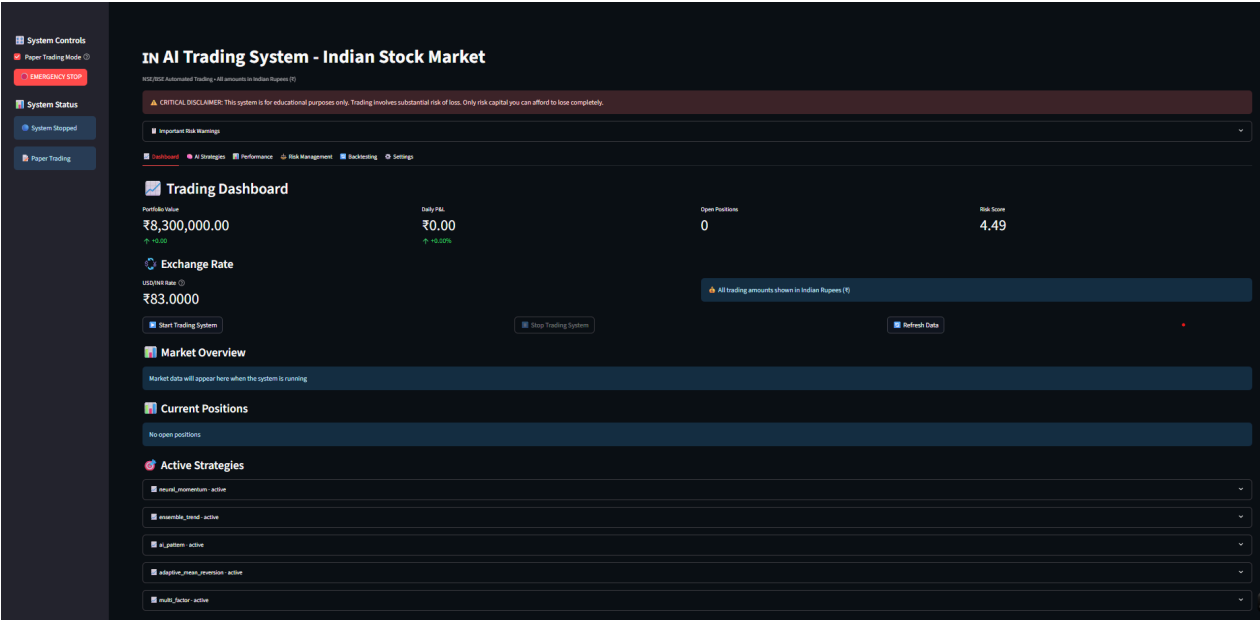 System Controls
Paper Trading Mode
EMERGENCY STOP
System Status
System Stopped
Paper Trading
IN AI Trading System - Indian Stock Market
NSE/BSE Automated Trading • All amounts in Indian Rupees (₹)
CRITICAL DISCLAIMER: This system is for educational purposes only. Trading involves substantial risk of loss. Only risk capital you can afford to lose completely.
Important Risk Warnings
Dashboard AI Strategies Performance Risk Management Backtesting Settings
Trading Dashboard
Portfolio Value Daily P&L Open Positions Risk Score
₹8,300,000.00 ₹0.00 0 4.49
↑ +0.00 ↑ +0.00%
Exchange Rate
USD/INR Rate
₹83.0000
All trading amounts shown in Indian Rupees (₹)
Start Trading System Stop Trading System Refresh Data
Market Overview
Market data will appear here when the system is running
Current Positions
No open positions
Active Strategies
neural_momentum - active
ensemble_trend - active
ai_pattern - active
adaptive_mean_reversion - active
multi_factor - active